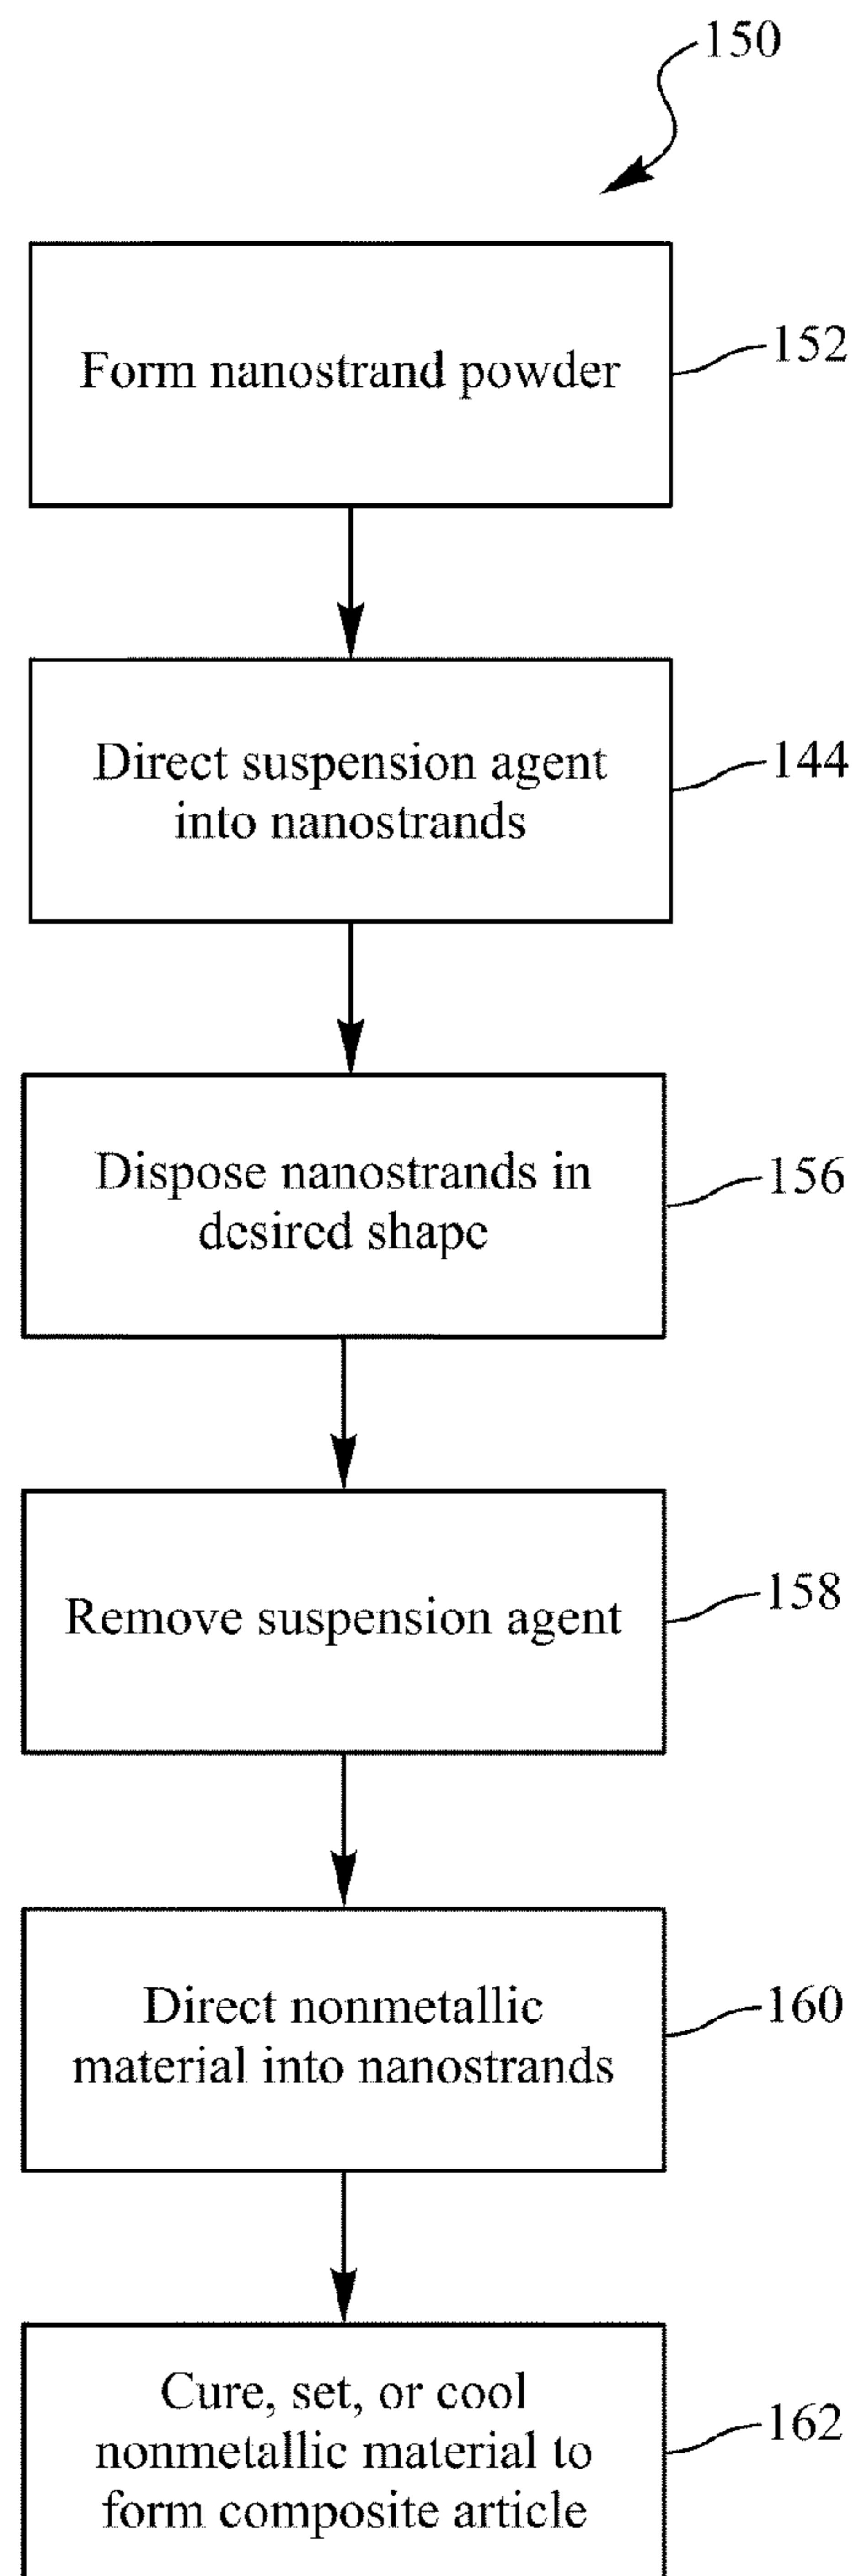 150
Form nanostrand powder
152
Direct suspension agent
into nanostrands
144
Dispose nanostrands in
desired shape
156
Remove suspension agent
158
Direct nonmetallic
material into nanostrands
160
Cure, set, or cool
nonmetallic material to
form composite article
162